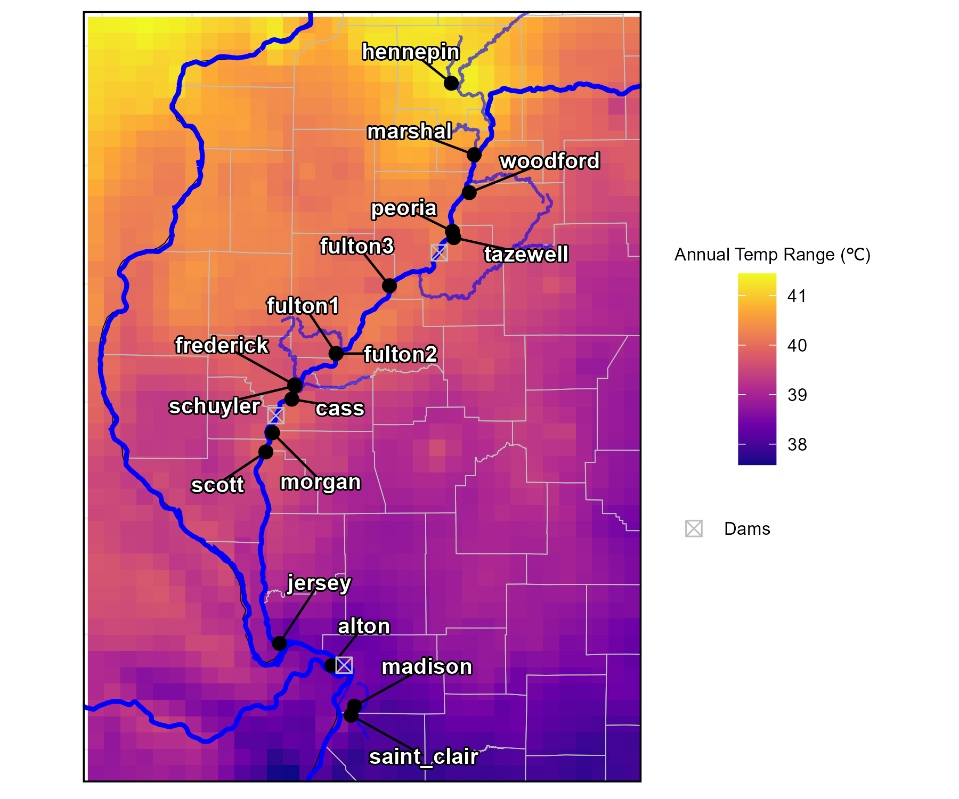 hennepin
marshal
woodford
peoria
fulton3
tazewell
Annual Temp Range (℃)
41
40
39
38
fulton1
frederick
fulton2
schuyler
cass
scott
morgan
Dams
jersey
alton
madison
saint_clair